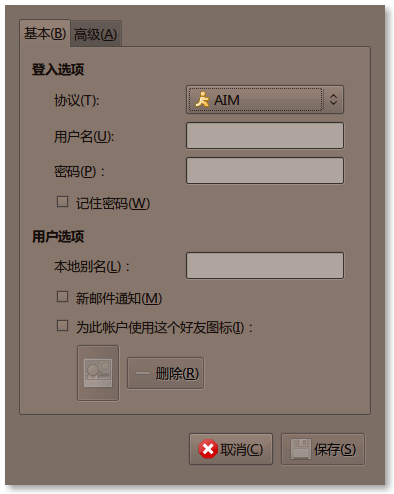 基本(B) 高级(A)
登入选项
协议(T): AIM
用户名(U):
密码(P)：
记住密码(W)
用户选项
本地别名(L)：
新邮件通知(M)
为此帐户使用这个好友图标(I)：
删除(R)
取消(C) 保存(S)